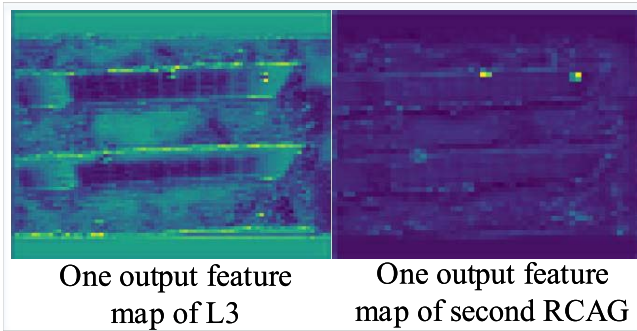 One output feature
map of L3
One output feature
map of second RCAG